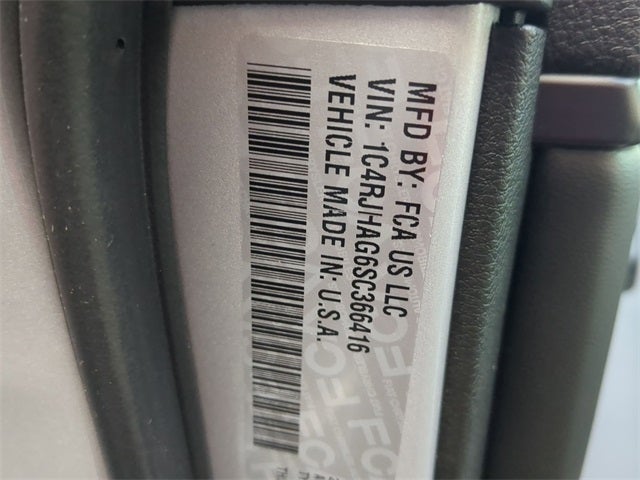 MFD BY: FCA US LLC
VIN: 1C4RJHAG6SC366416
VEHICLE MADE IN: U.S.A.